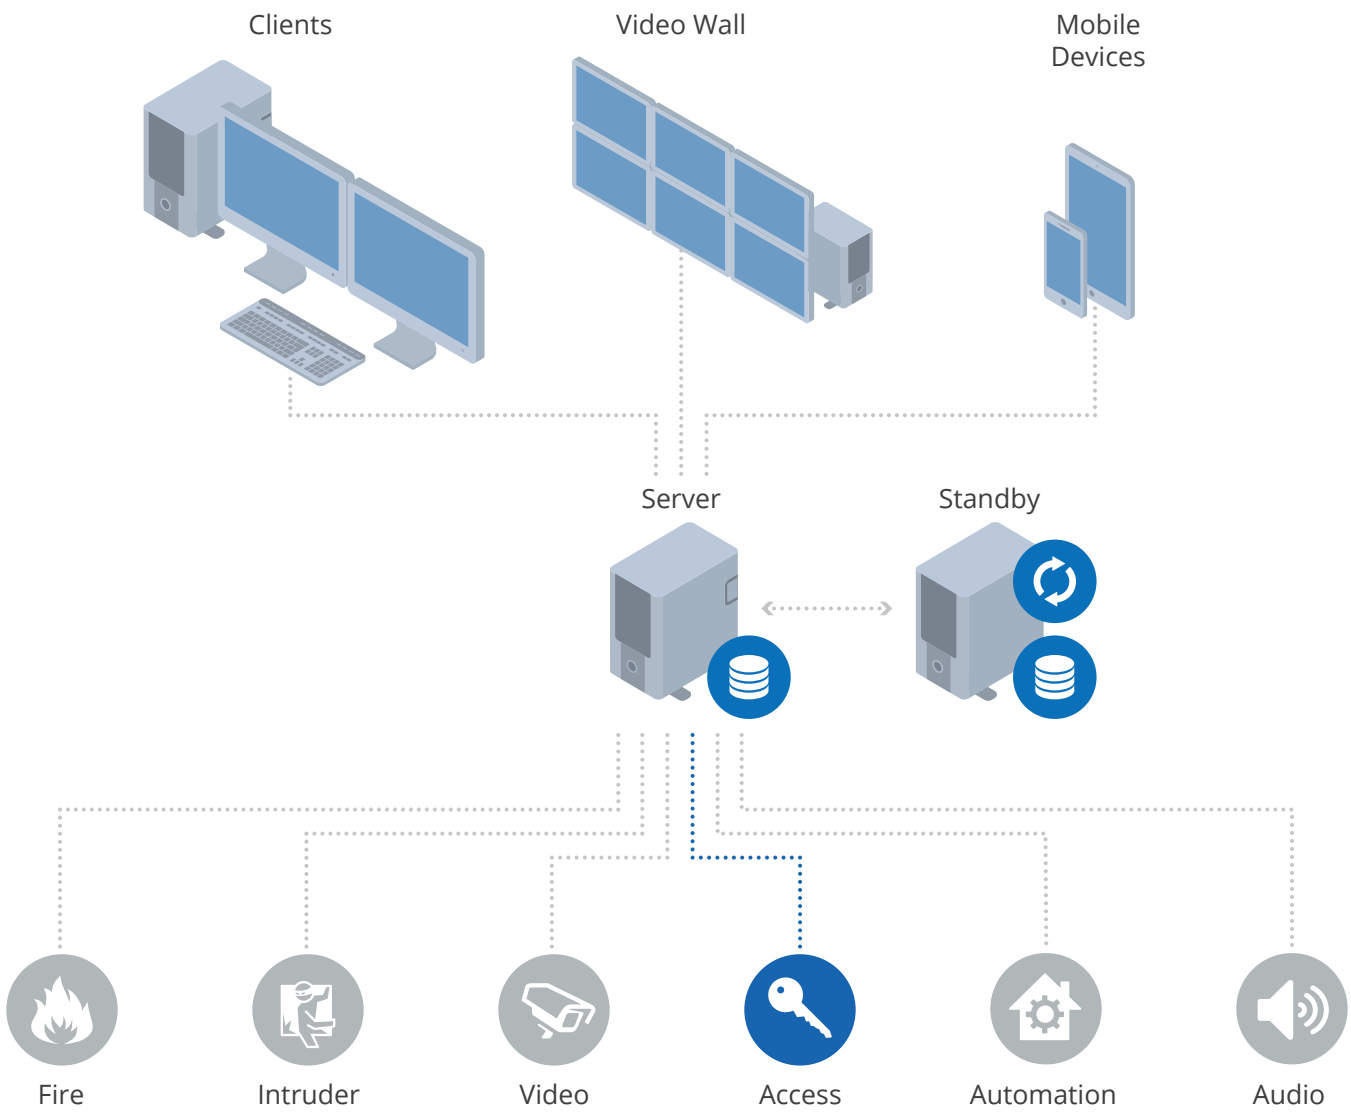 Clients
Video Wall
Mobile
Devices
Server
Standby
Fire
Intruder
Video
Access
Automation
Audio